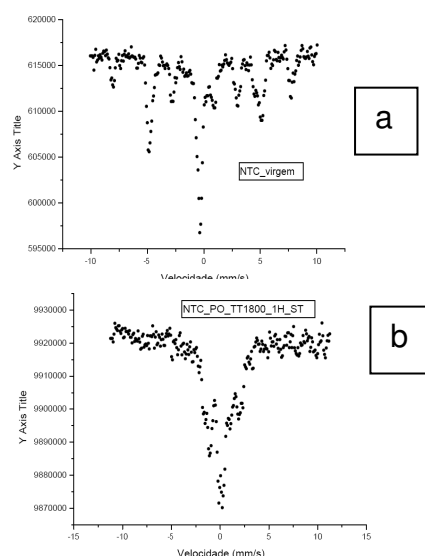 620000
615000
610000
605000
600000
595000
Y Axis Title
NTC_virgem
-10 -5 0 5 10
Velocidade (mm/s)
a
9930000
9920000
9910000
9900000
9890000
9880000
9870000
Y Axis Title
NTC_PO_TT1800_1H_ST
-15 -10 -5 0 5 10 15
Velocidade (mm/s)
b